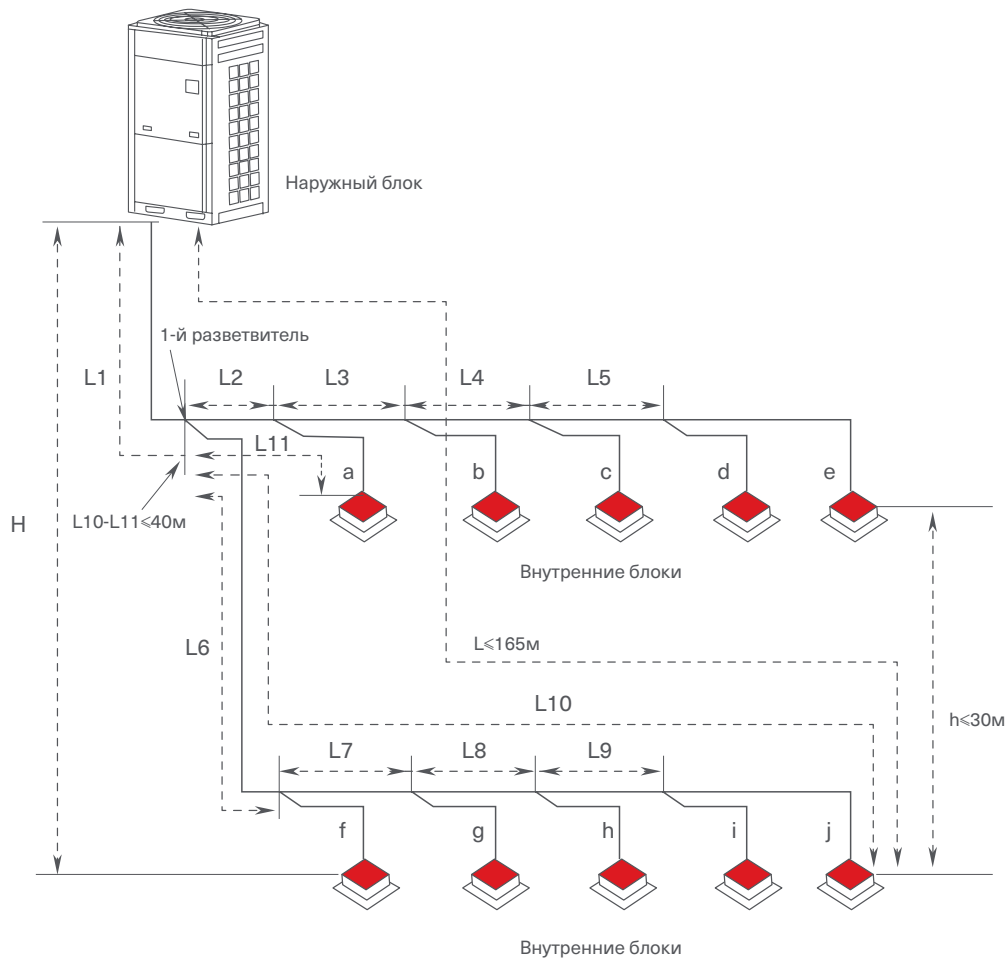 Наружный блок
1-й разветвитель
L1
L2
L3
L4
L5
L11
a
b
c
d
e
H
L10-L11⩽40м
Внутренние блоки
L6
L⩽165м
L10
h⩽30м
L7
L8
L9
f
g
h
i
j
Внутренние блоки